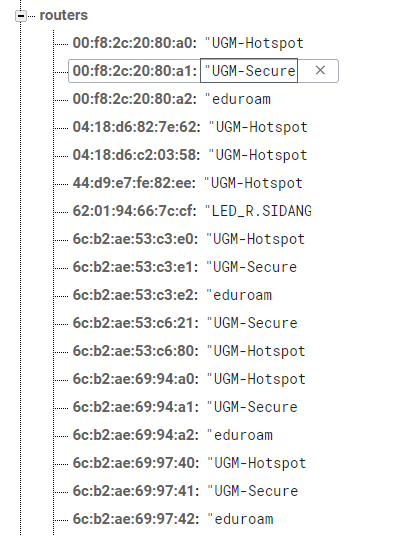 routers
00:f8:2c:20:80:a0: "UGM-Hotspot
00:f8:2c:20:80:a1: "UGM-Secure
00:f8:2c:20:80:a2: "eduroam
04:18:d6:82:7e:62: "UGM-Hotspot
04:18:d6:c2:03:58: "UGM-Hotspot
44:d9:e7:fe:82:ee: "UGM-Hotspot
62:01:94:66:7c:cf: "LED_R.SIDANG
6c:b2:ae:53:c3:e0: "UGM-Hotspot
6c:b2:ae:53:c3:e1: "UGM-Secure
6c:b2:ae:53:c3:e2: "eduroam
6c:b2:ae:53:c6:21: "UGM-Secure
6c:b2:ae:53:c6:80: "UGM-Hotspot
6c:b2:ae:69:94:a0: "UGM-Hotspot
6c:b2:ae:69:94:a1: "UGM-Secure
6c:b2:ae:69:94:a2: "eduroam
6c:b2:ae:69:97:40: "UGM-Hotspot
6c:b2:ae:69:97:41: "UGM-Secure
6c:b2:ae:69:97:42: "eduroam